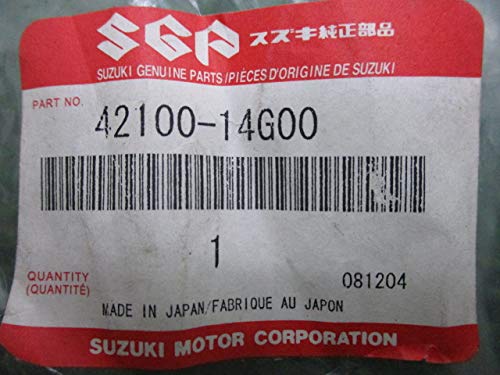 SGP スズキ純正部品
SUZUKI GENUINE PARTS/PIÈCES D'ORIGINE DE SUZUKI
PART NO. 42100-14G00
1
QUANTITY
(QUANTITÉ)
081204
MADE IN JAPAN/FABRIQUE AU JAPON
SUZUKI MOTOR CORPORATION